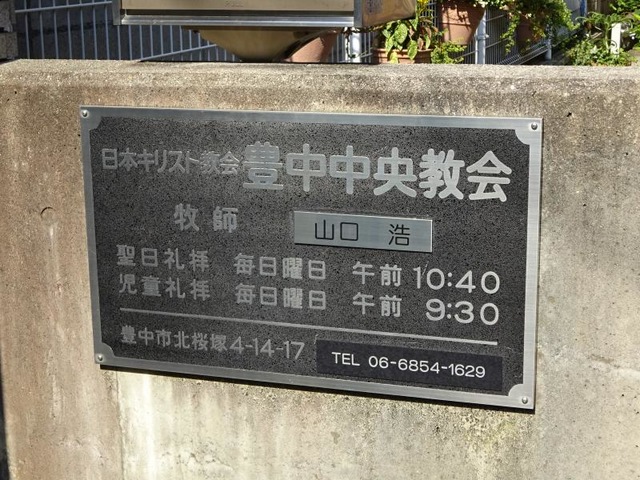 日本キリスト教会 豊中中央教会
牧師 山口 浩
聖日礼拝 毎日曜日 午前 10:40
児童礼拝 毎日曜日 午前 9:30
豊中市北桜塚4-14-17 TEL 06-6854-1629